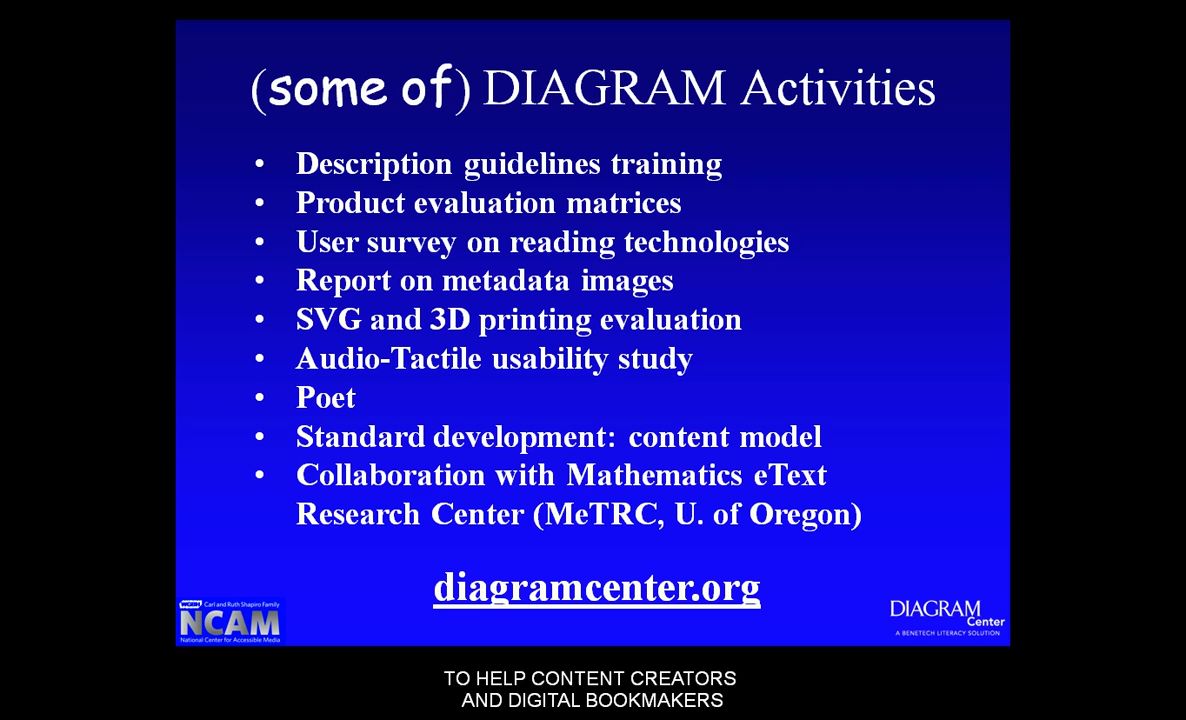 (some of) DIAGRAM Activities
• Description guidelines training
• Product evaluation matrices
• User survey on reading technologies
• Report on metadata images
• SVG and 3D printing evaluation
• Audio-Tactile usability study
• Poet
• Standard development: content model
• Collaboration with Mathematics eText
Research Center (MeTRC, U. of Oregon)
diagramcenter.org
Carl and Ruth Shapiro Family
NCAM
National Center for Accessible Media
DIAGRAM
Center
A BENETECH LITERACY SOLUTION
TO HELP CONTENT CREATORS
AND DIGITAL BOOKMAKERS